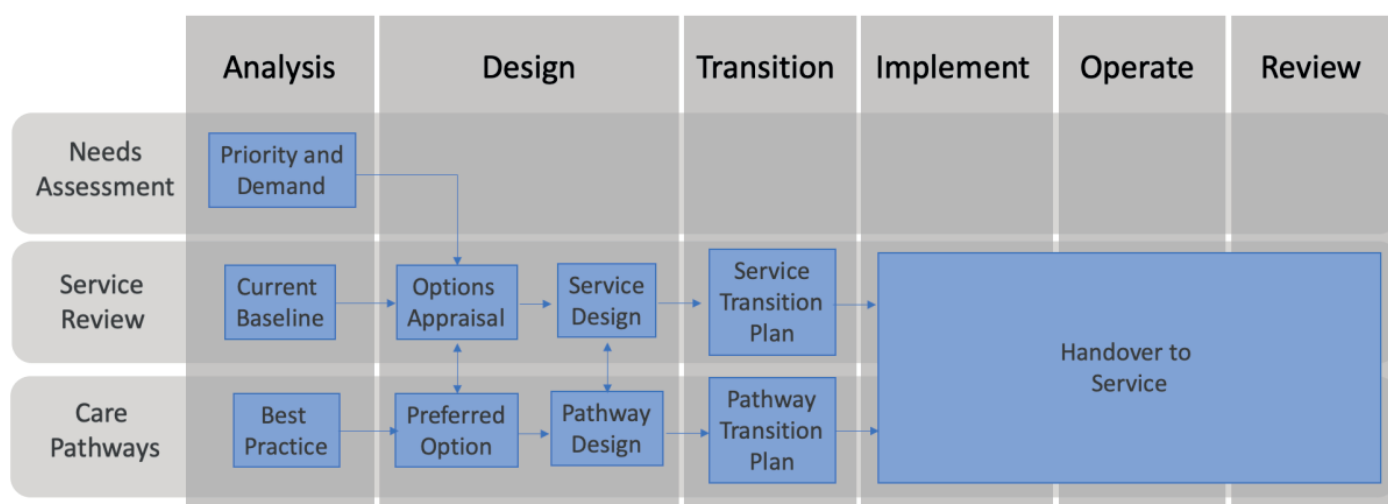 Analysis
Design
Transition
Implement
Operate
Review
Needs
Assessment
Priority and
Demand
Service
Review
Current
Baseline
Options
Appraisal
Service
Design
Service
Transition
Plan
Handover to
Service
Care
Pathways
Best
Practice
Preferred
Option
Pathway
Design
Pathway
Transition
Plan